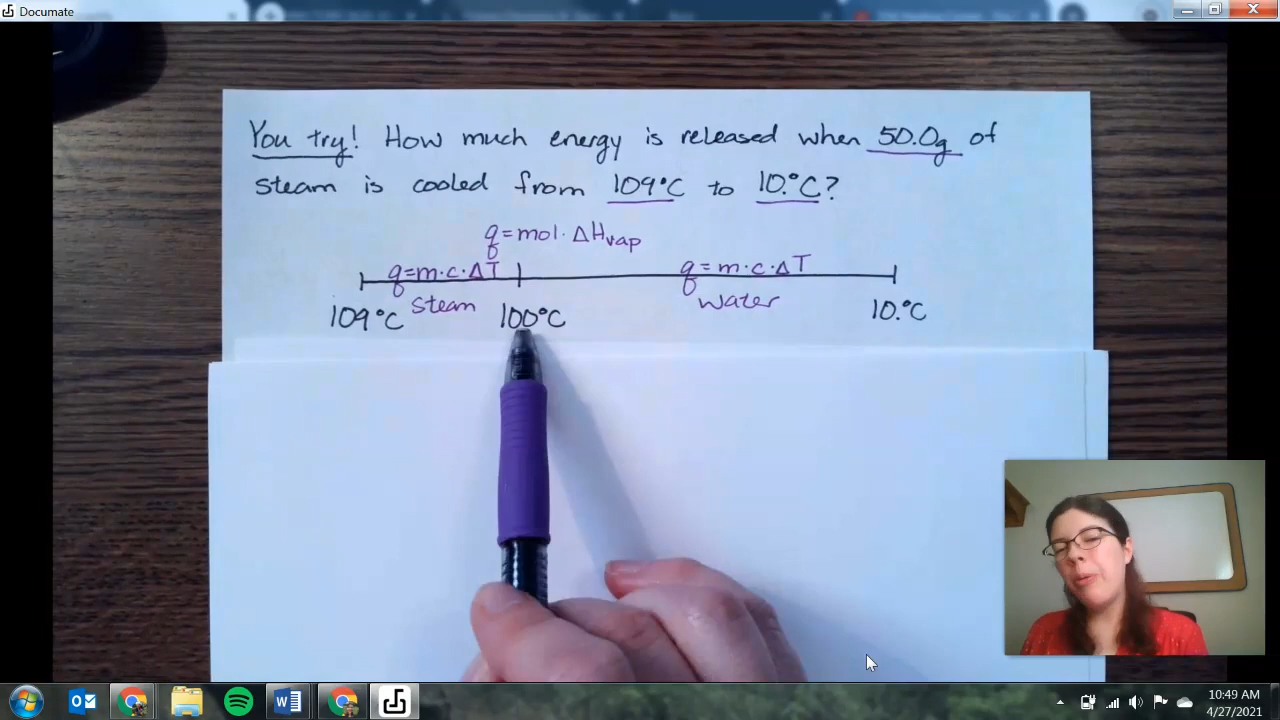 Documate
You try! How much energy is released when 50.0g of
steam is cooled from 109°C to 10.°C?
q=mol·ΔHvap
q=m·c·ΔT q=m·c·ΔT
steam water
109°C 100°C 10.°C
10:49 AM
4/27/2021